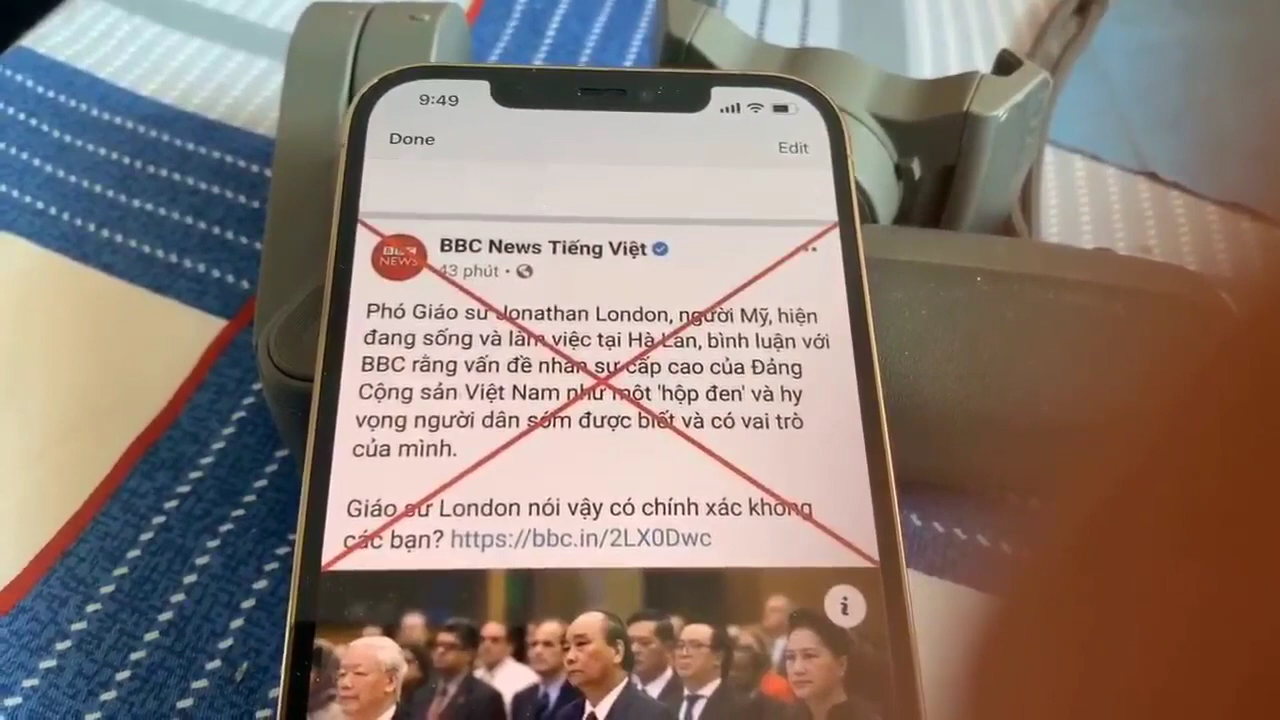 9:49
Done
Edit
BBC NEWS
BBC News Tiếng Việt
43 phút
Phó Giáo sư Jonathan London, người Mỹ, hiện
đang sống và làm việc tại Hà Lan, bình luận với
BBC rằng vấn đề nhân sự cấp cao của Đảng
Cộng sản Việt Nam như một 'hộp đen' và hy
vọng người dân sớm được biết và có vai trò
của mình.
Giáo sư London nói vậy có chính xác không
các bạn? https://bbc.in/2LX0Dwc
i